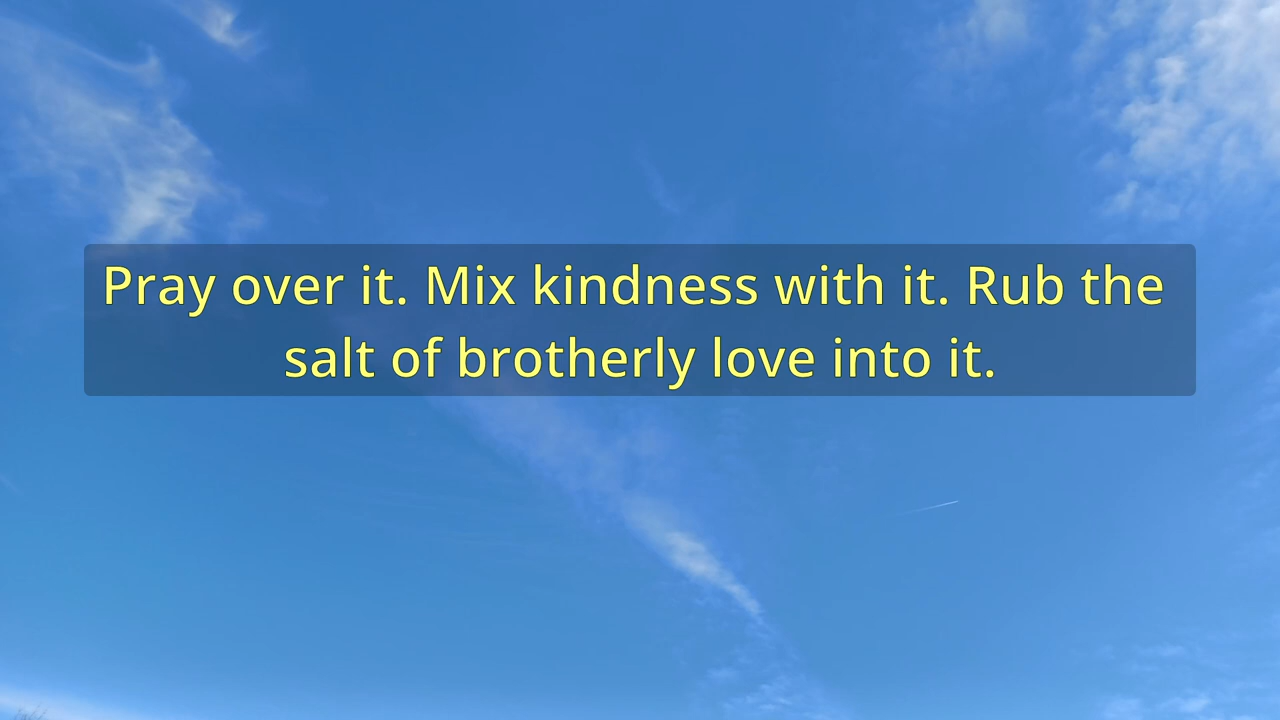 Pray over it. Mix kindness with it. Rub the
salt of brotherly love into it.